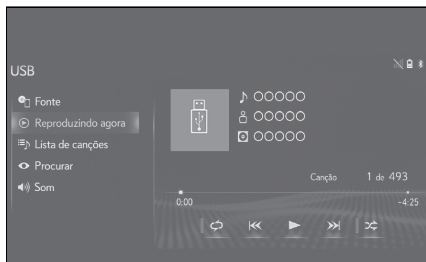 USB
Fonte
Reproduzindo agora
Lista de canções
Procurar
Som
OOOOO
OOOOO
OOOOO
Canção 1 de 493
0:00 -4:25